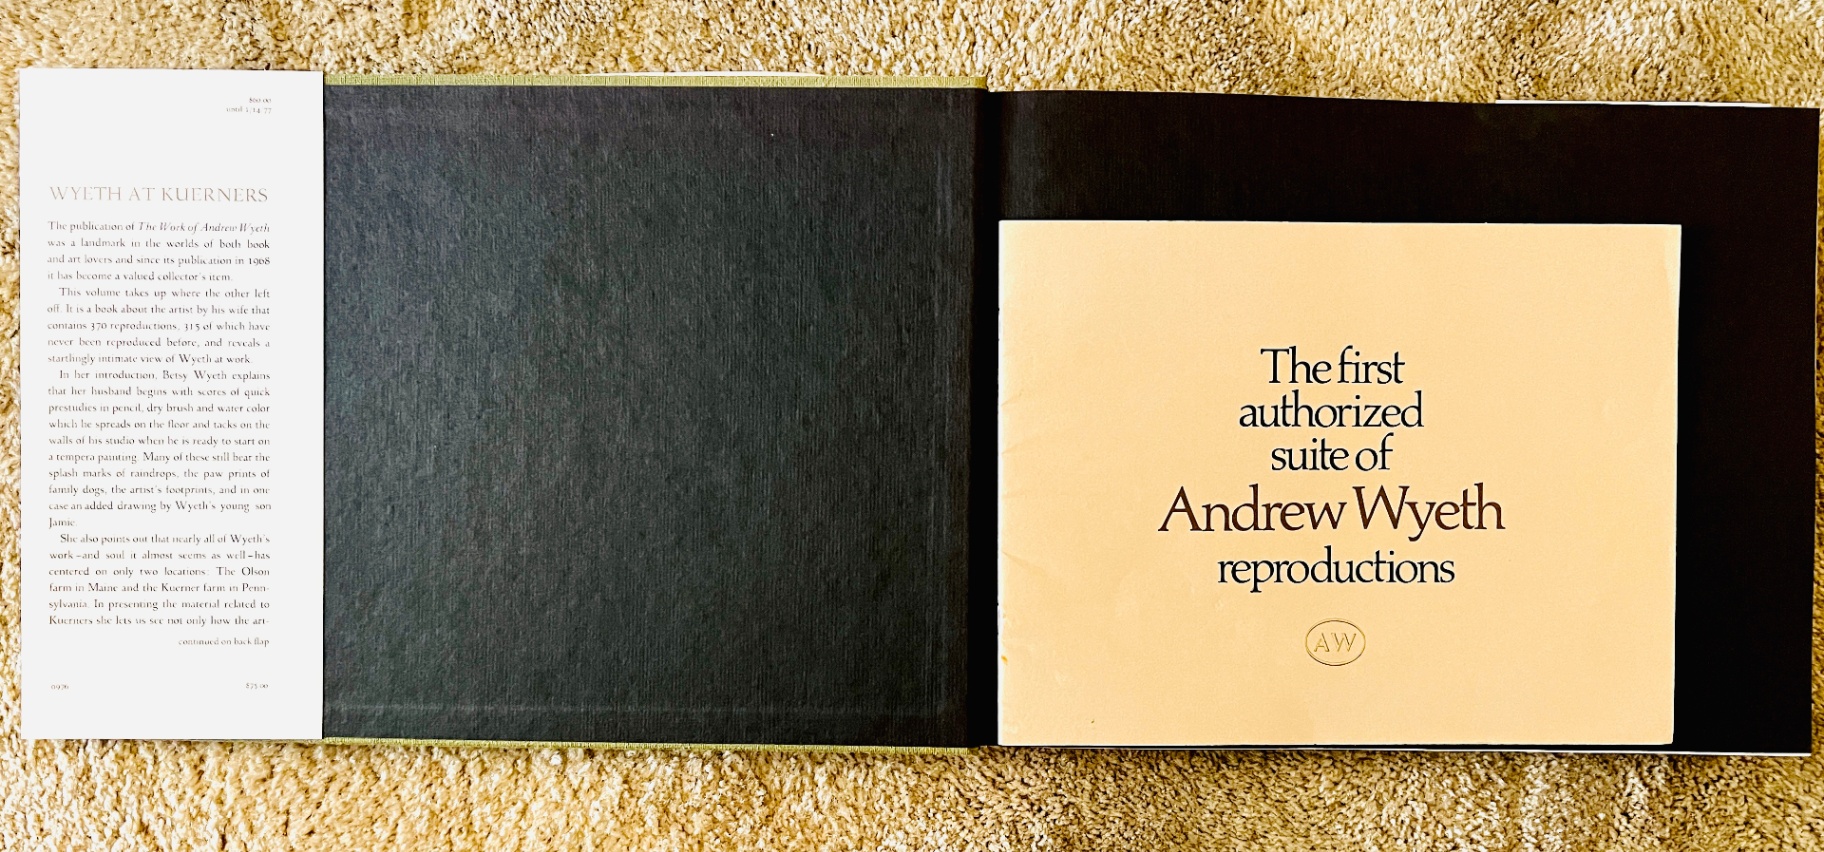 $60.00
until 1/14/77
WYETH AT KUERNERS
The publication of The Work of Andrew Wyeth
was a landmark in the worlds of both book
and art lovers and since its publication in 1968
it has become a valued collector's item.
This volume takes up where the other left
off. It is a book about the artist by his wife that
contains 370 reproductions, 315 of which have
never been reproduced before, and reveals a
startlingly intimate view of Wyeth at work.
In her introduction, Betsy Wyeth explains
that her husband begins with scores of quick
prestudies in pencil, dry brush and water color
which he spreads on the floor and tacks on the
walls of his studio when he is ready to start on
a tempera painting. Many of these still bear the
splash marks of raindrops, the paw prints of
family dogs, the artist's footprints, and in one
case an added drawing by Wyeth's young son
Jamie.
She also points out that nearly all of Wyeth's
work—and soul it almost seems as well—has
centered on only two locations: The Olson
farm in Maine and the Kuerner farm in Penn-
sylvania. In presenting the material related to
Kuerners she lets us see not only how the art-
continued on back flap
0976 $75.00
The first
authorized
suite of
Andrew Wyeth
reproductions
AW